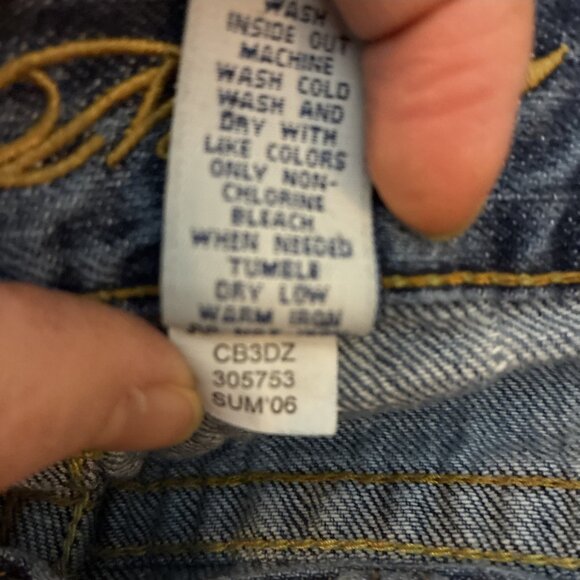 WASH
INSIDE OUT
MACHINE
WASH COLD
WASH AND
DRY WITH
LIKE COLORS
ONLY NON-
CHLORINE
BLEACH
WHEN NEEDED
TUMBLE
DRY LOW
WARM IRON
CB3DZ
305753
SUM'06